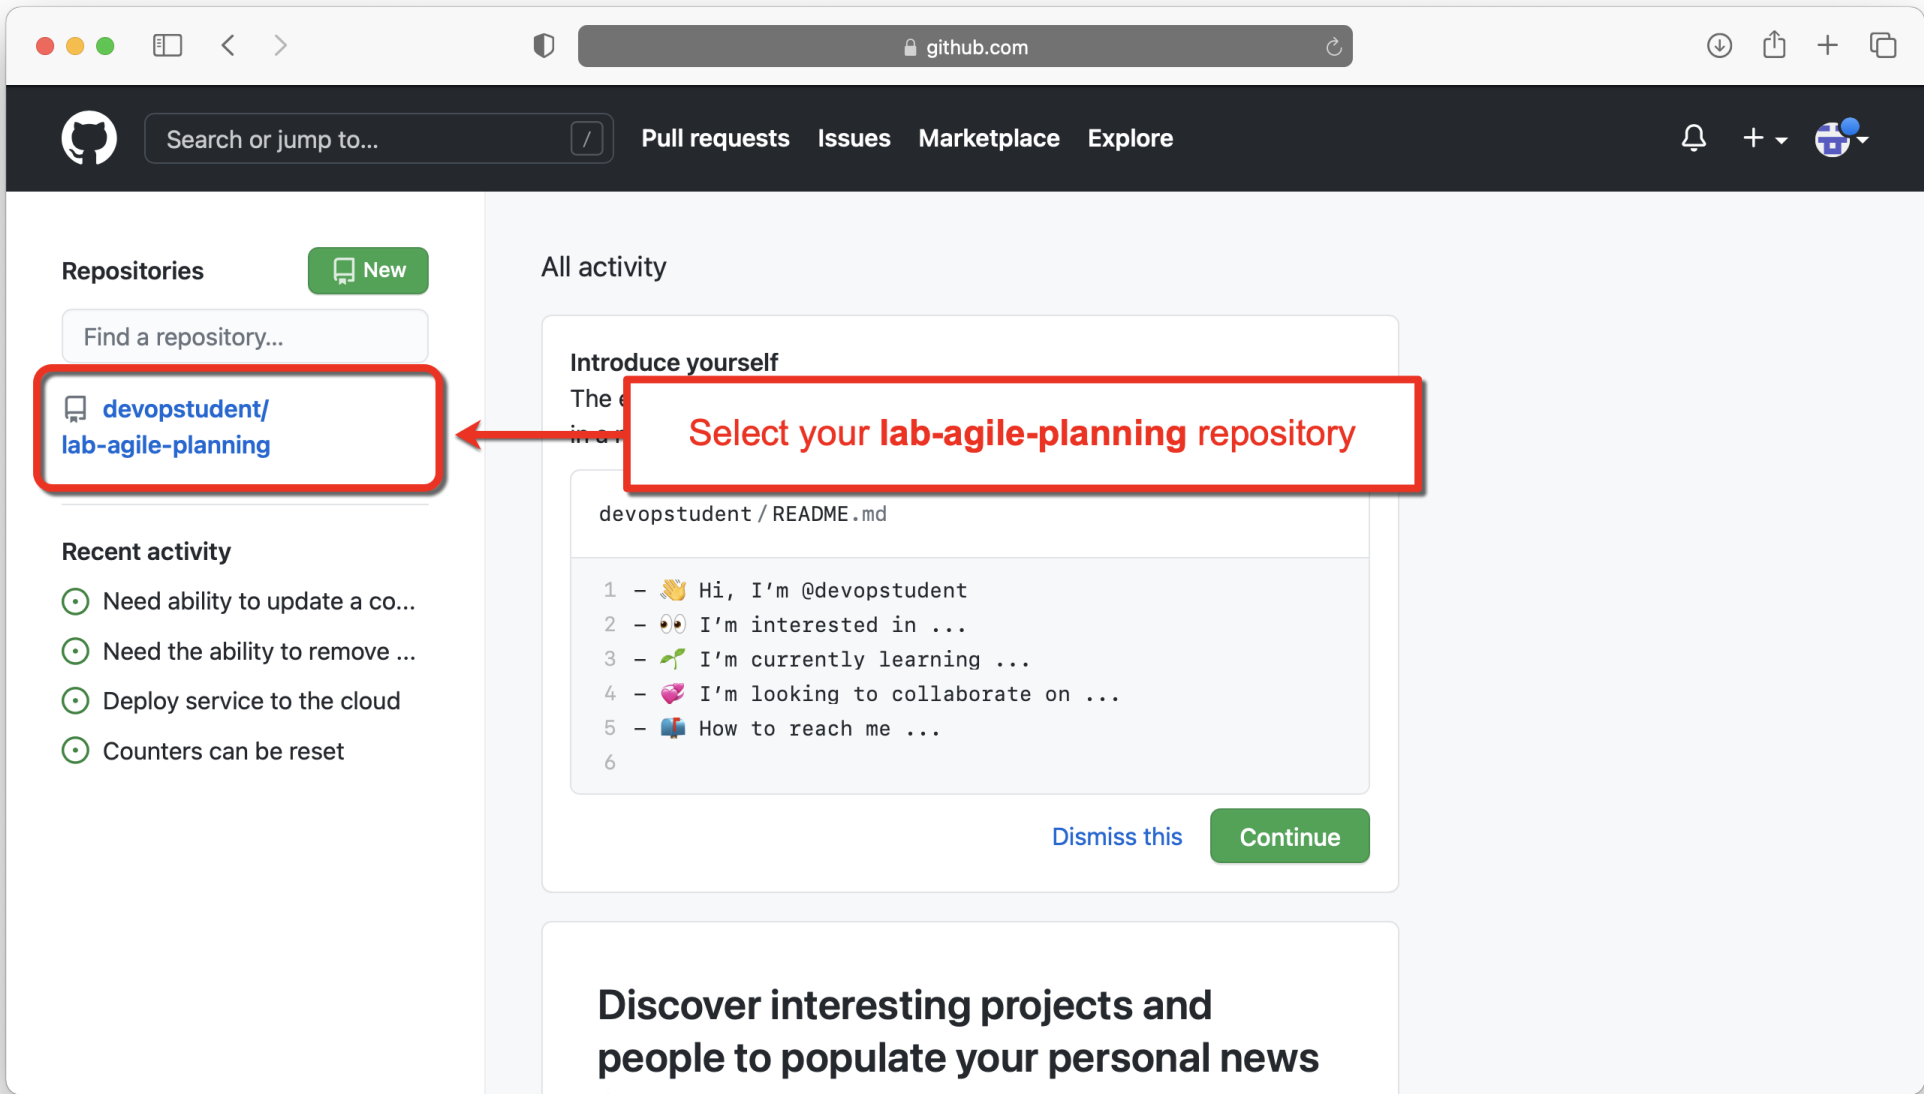 github.com
Search or jump to...
/
Pull requests
Issues
Marketplace
Explore
Repositories
New
Find a repository...
devopstudent/
lab-agile-planning
Recent activity
Need ability to update a co...
Need the ability to remove ...
Deploy service to the cloud
Counters can be reset
All activity
Introduce yourself
The
in a
Select your lab-agile-planning repository
devopstudent / README.md
1 – 👋 Hi, I'm @devopstudent
2 – 👀 I'm interested in ...
3 – 🌱 I'm currently learning ...
4 – 💞️ I'm looking to collaborate on ...
5 – 📫 How to reach me ...
6
Dismiss this
Continue
Discover interesting projects and
people to populate your personal news